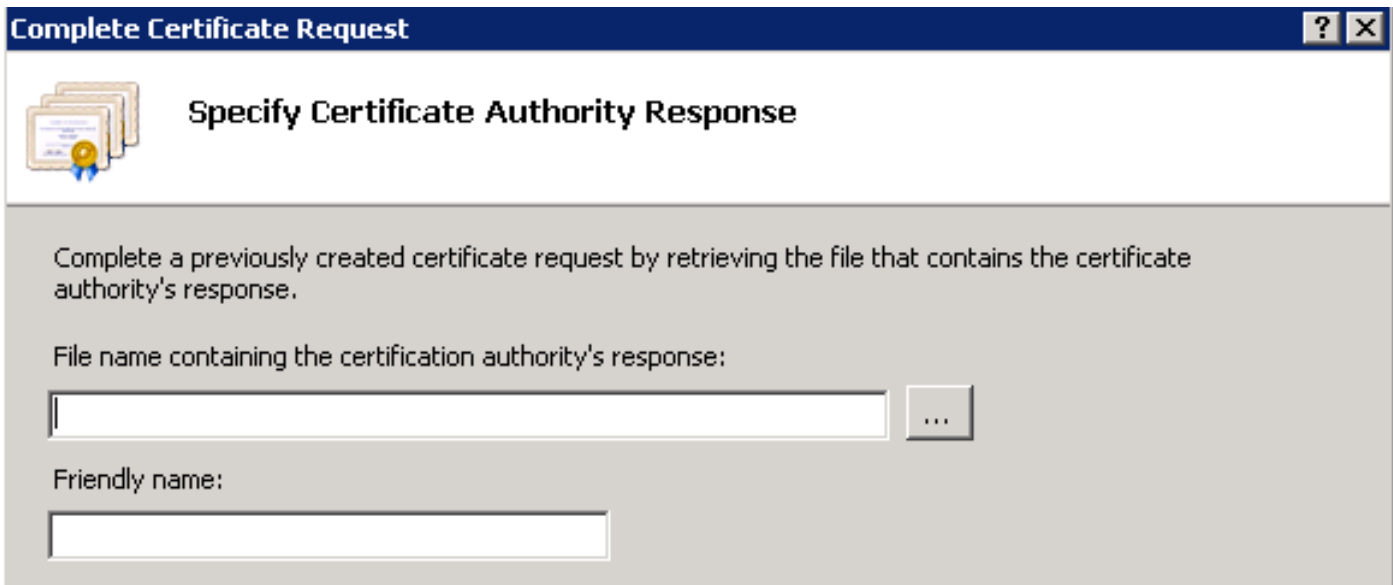 Complete Certificate Request
Specify Certificate Authority Response
Complete a previously created certificate request by retrieving the file that contains the certificate
authority's response.
File name containing the certification authority's response:
...
Friendly name: